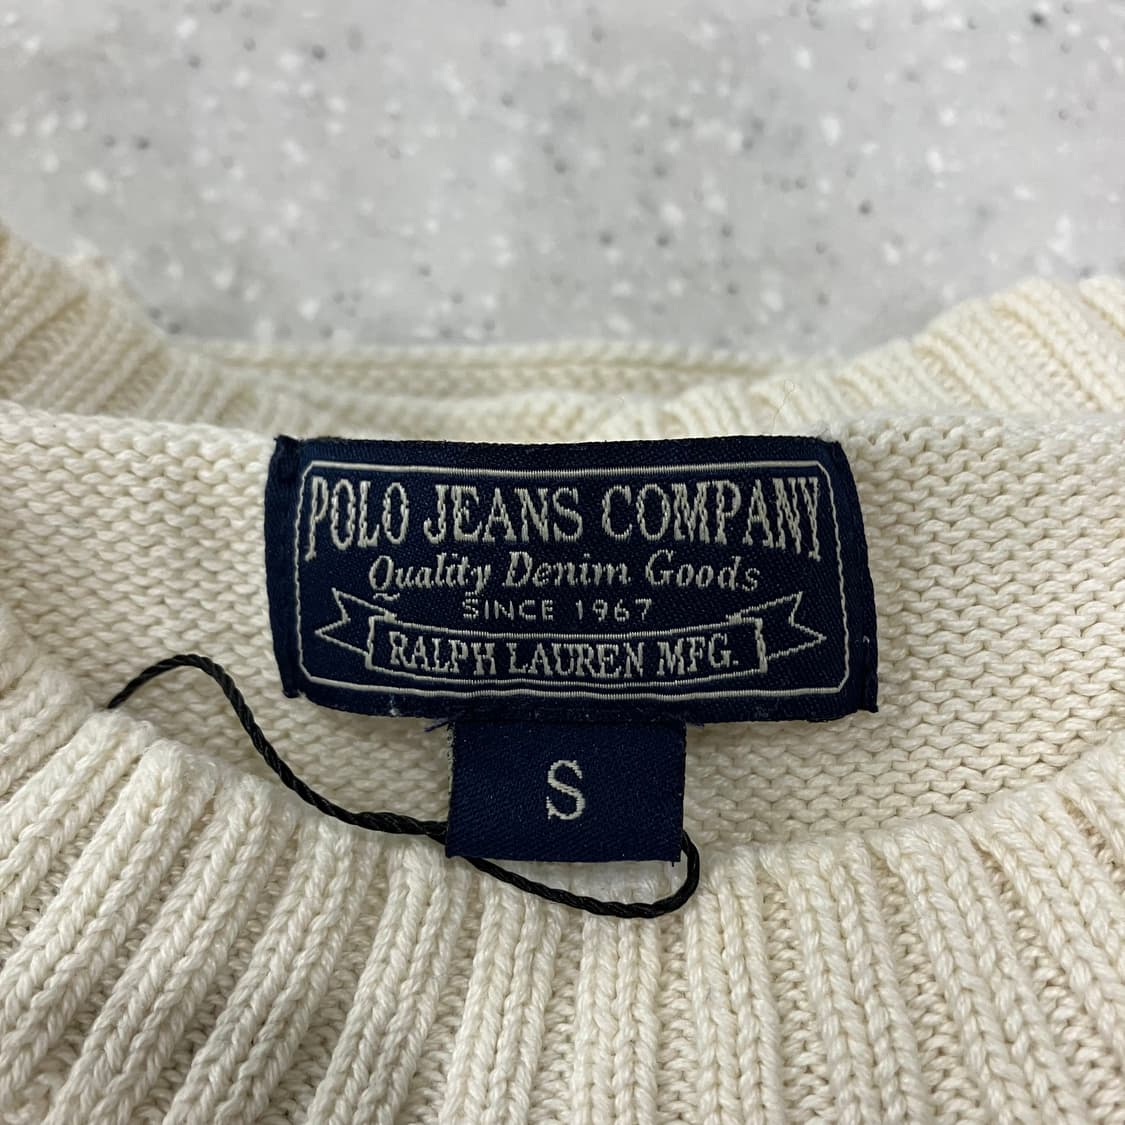 POLO JEANS COMPANY
Quality Denim Goods
SINCE 1967
RALPH LAUREN MFG.
S